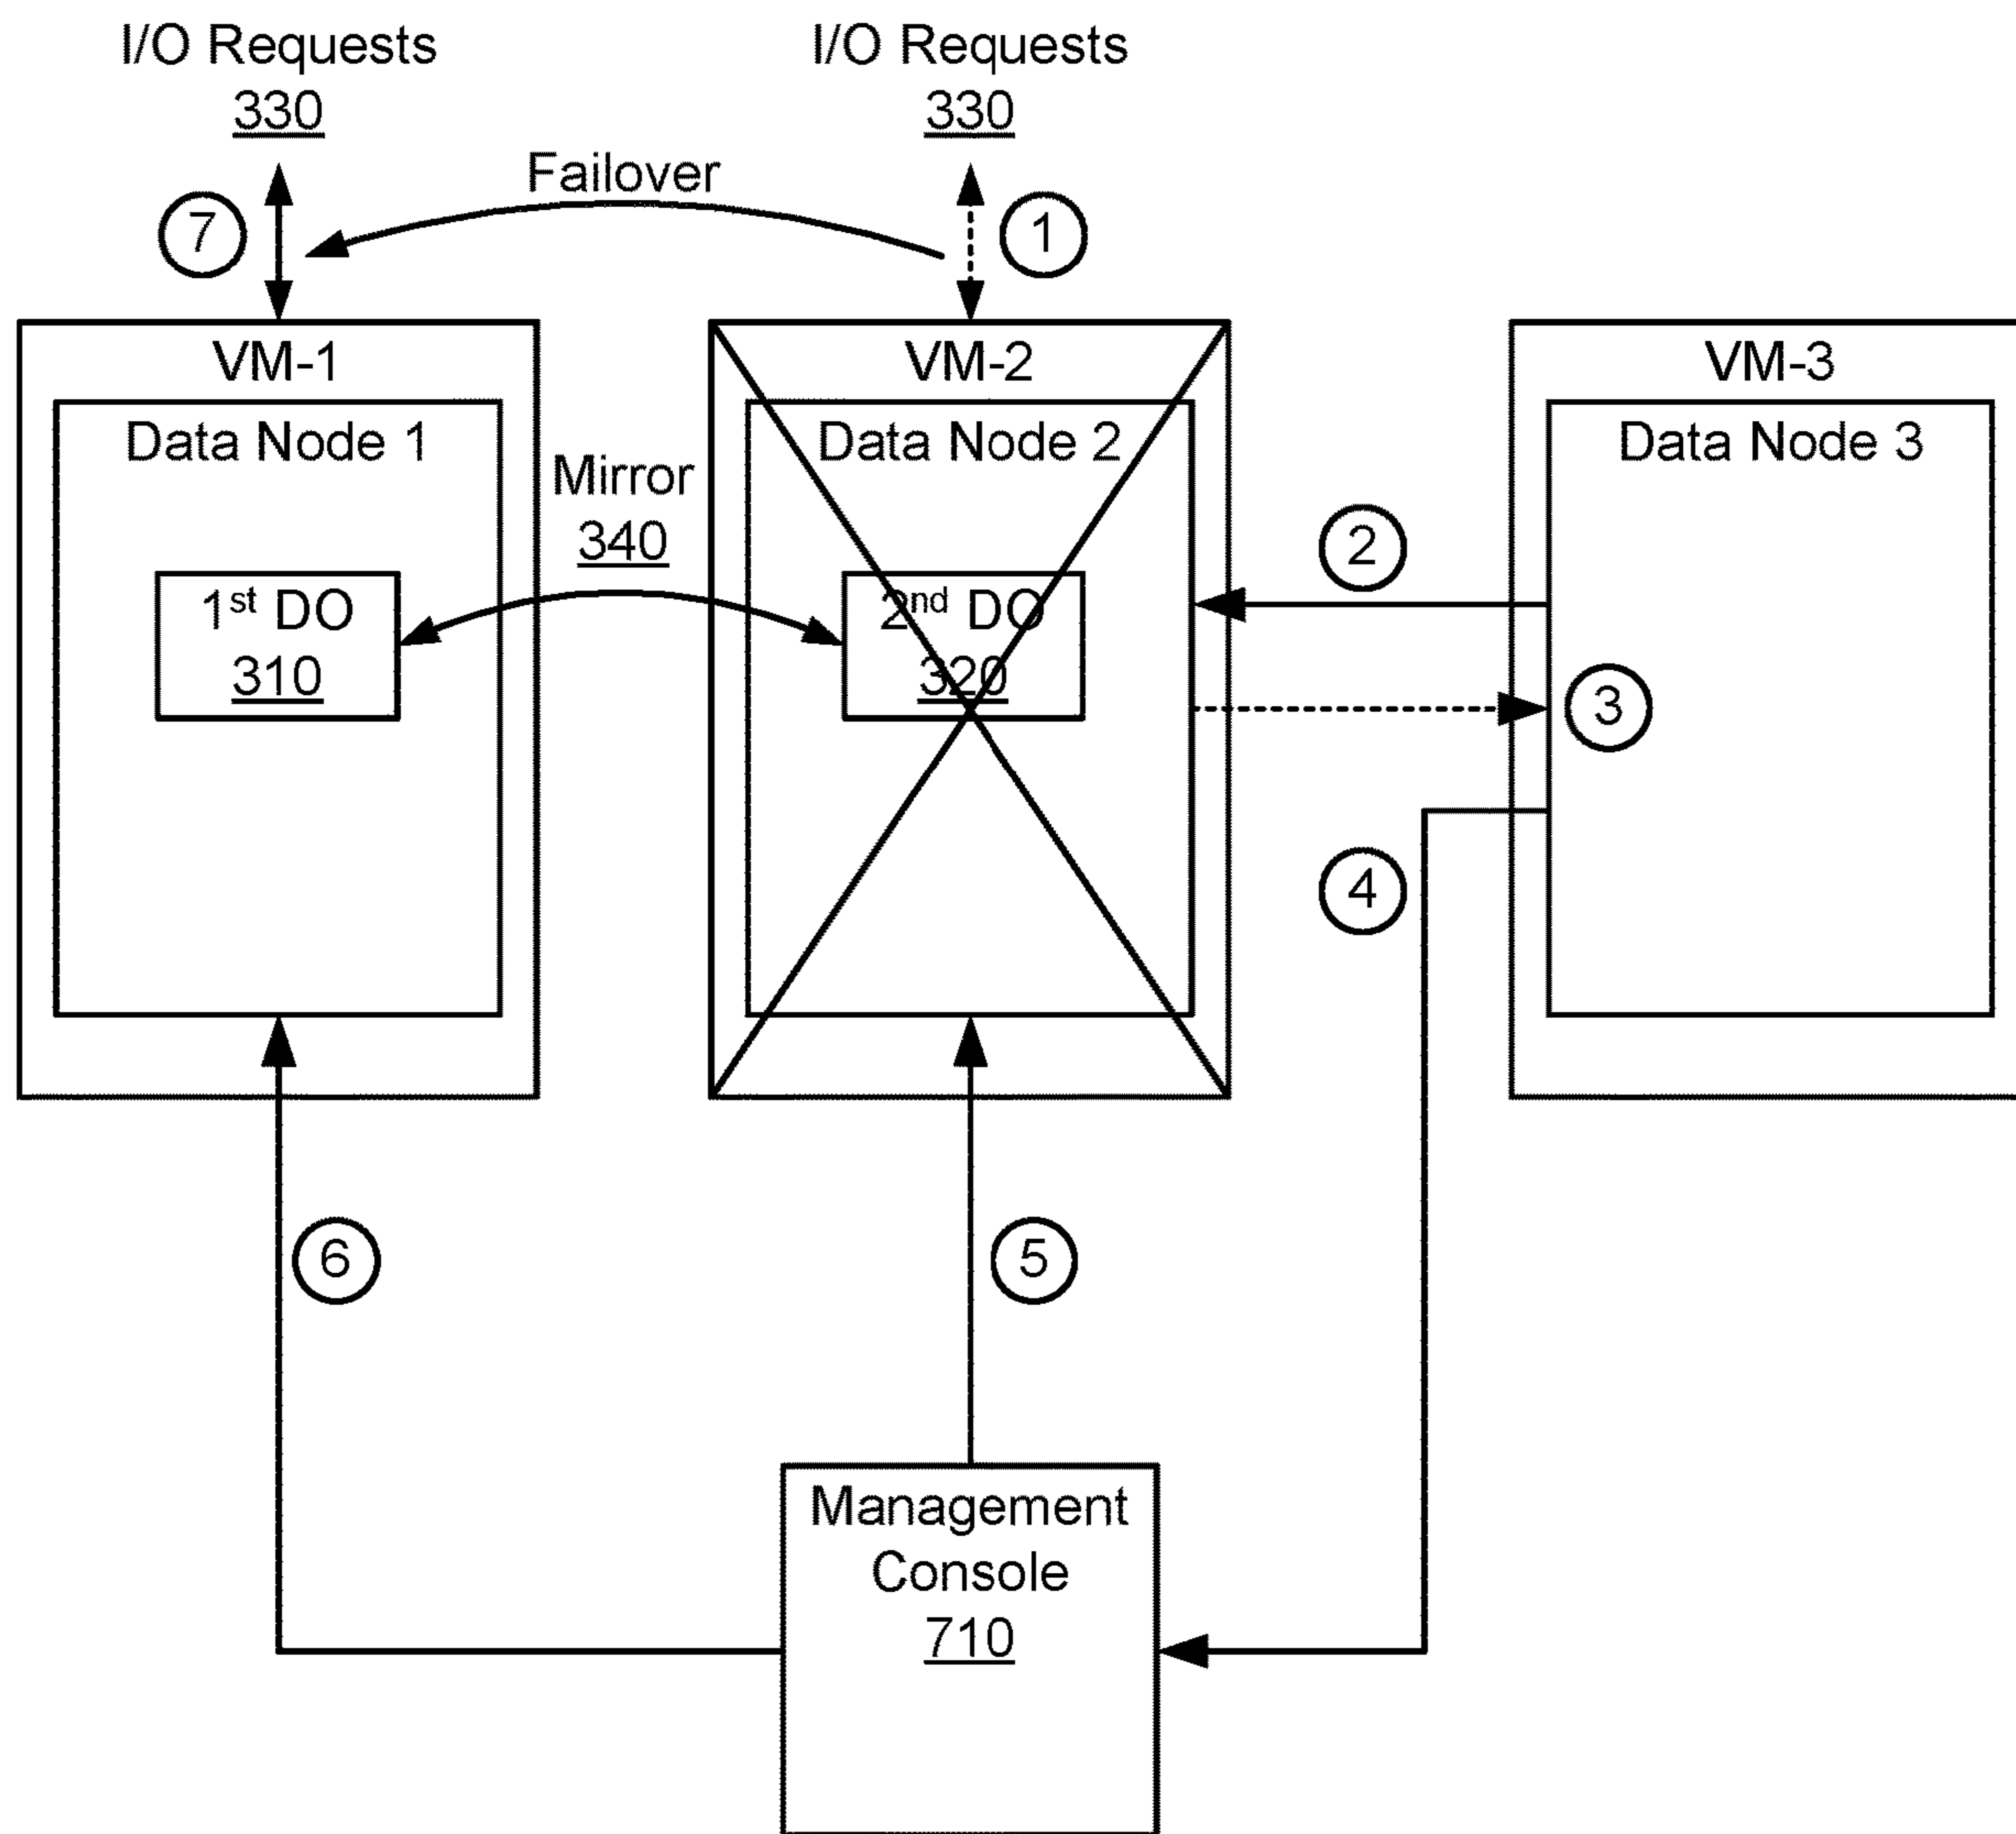 I/O Requests
330
I/O Requests
330
Failover
7
1
VM-1
VM-2
VM-3
Data Node 1
Data Node 2
Data Node 3
Mirror
340
2
1st DO
310
2nd DO
320
3
4
6
5
Management
Console
710